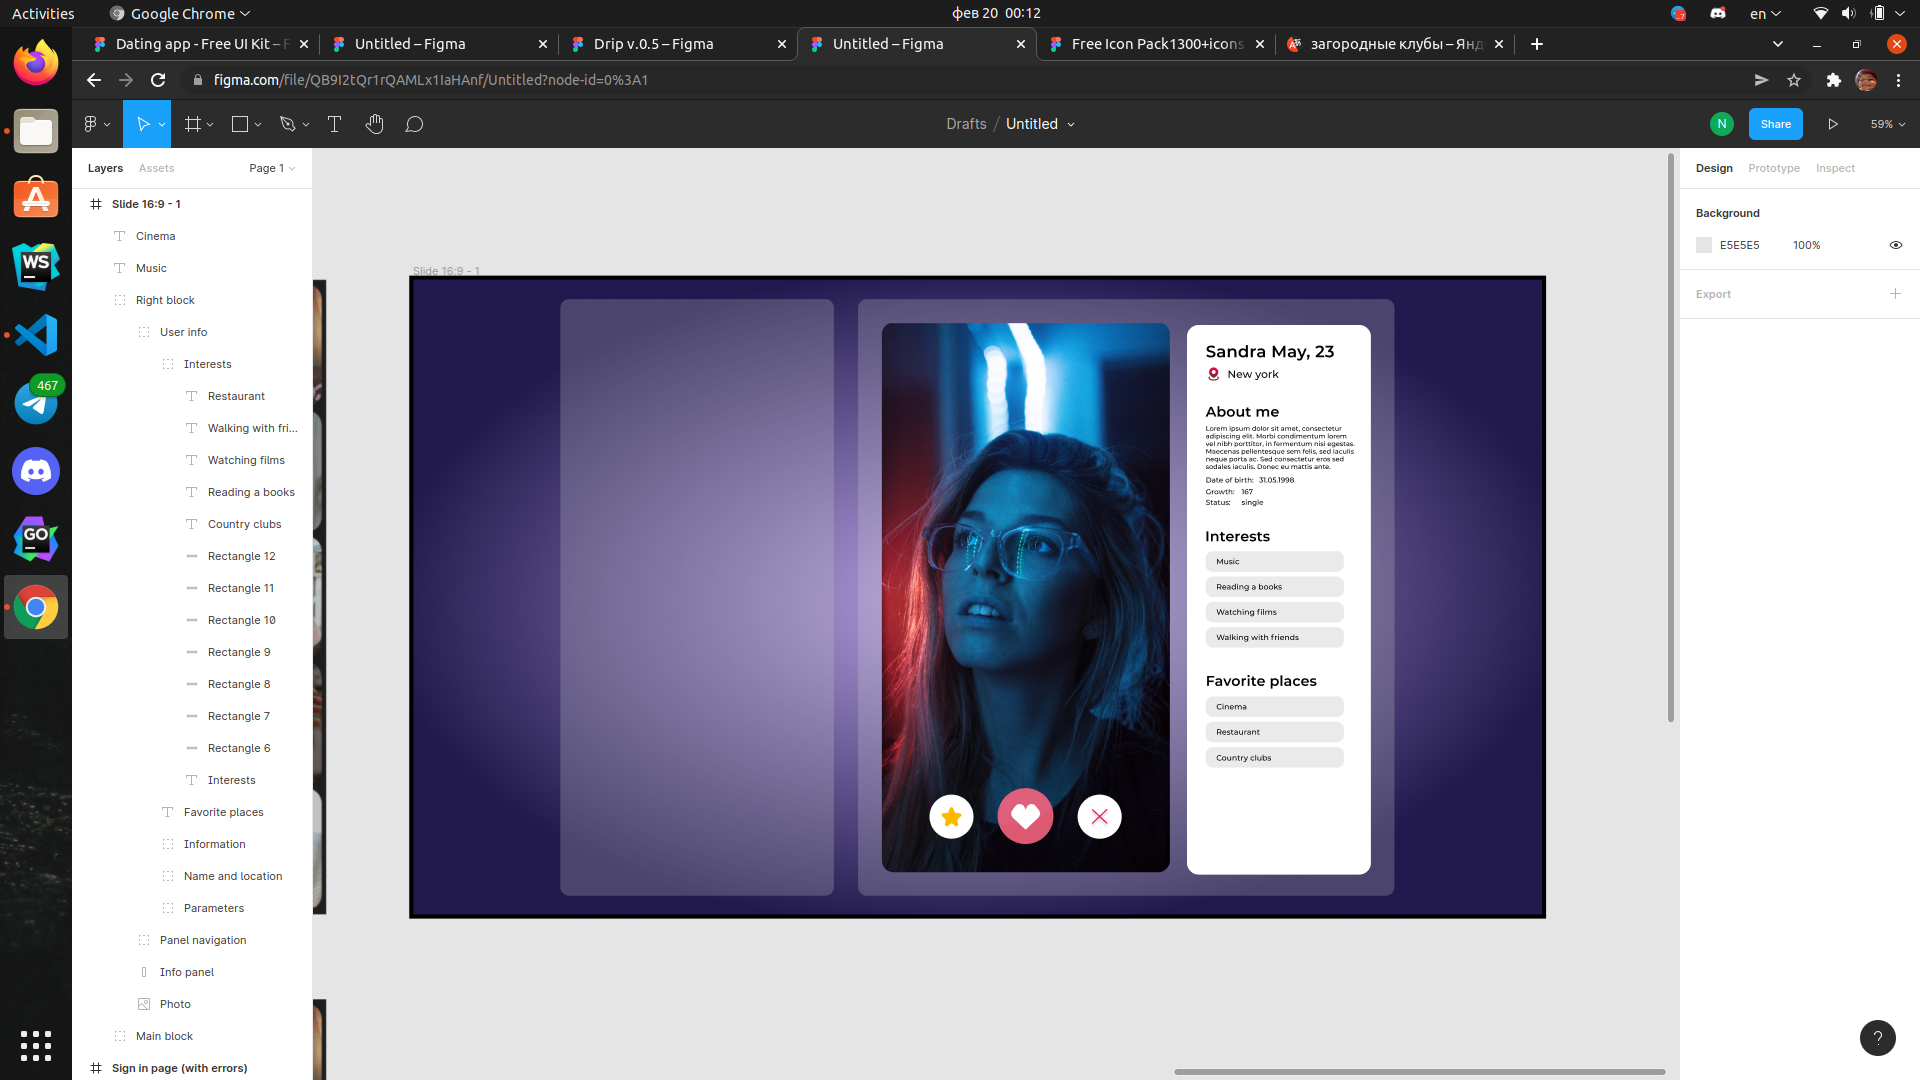 Activities
Google Chrome
фев 20 00:12
en
Dating app - Free UI Kit – F
Untitled – Figma
Drip v.0.5 – Figma
Untitled – Figma
Free Icon Pack1300+icons
загородные клубы – Янд
figma.com/file/QB9I2tQr1rQAMLx1IaHAnf/Untitled?node-id=0%3A1
Drafts / Untitled
N
Share
59%
Layers
Assets
Page 1
Slide 16:9 - 1
Cinema
Music
Right block
User info
Interests
Restaurant
Walking with fri...
Watching films
Reading a books
Country clubs
Rectangle 12
Rectangle 11
Rectangle 10
Rectangle 9
Rectangle 8
Rectangle 7
Rectangle 6
Interests
Favorite places
Information
Name and location
Parameters
Panel navigation
Info panel
Photo
Main block
Sign in page (with errors)
WS
467
GO
Slide 16:9 - 1
Sandra May, 23
New york
About me
Lorem ipsum dolor sit amet, consectetur
adipiscing elit. Morbi condimentum lorem
vel nibh porttitor, in fermentum nisi egestas.
Maecenas pellentesque sem felis, sed iaculis
neque porta ac. Sed consectetur eros sed
sodales iaculis. Donec eu mattis ante.
Date of birth: 31.05.1998
Growth: 167
Status: single
Interests
Music
Reading a books
Watching films
Walking with friends
Favorite places
Cinema
Restaurant
Country clubs
Design
Prototype
Inspect
Background
E5E5E5
100%
Export
?